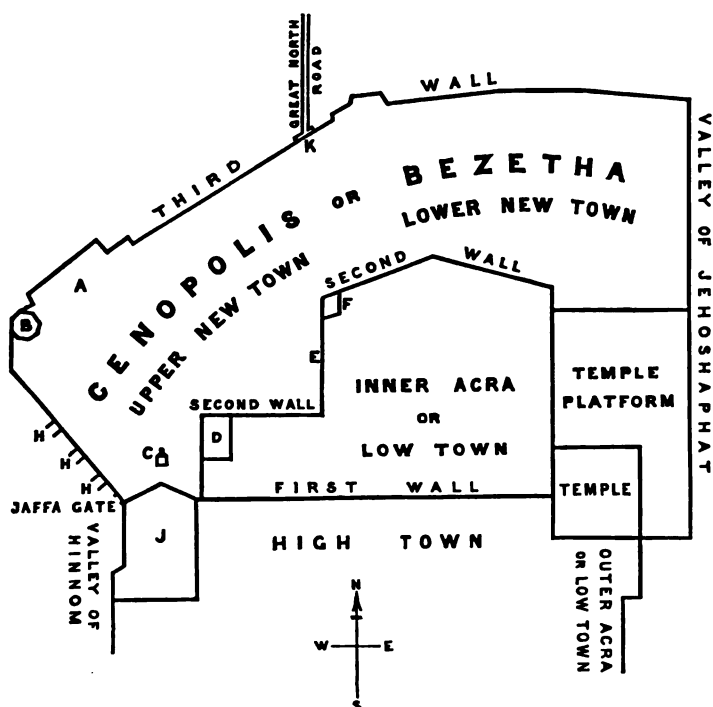 GREAT NORTH
ROAD
WALL
K
THIRD
VALLEY OF JEHOSHAPHAT
GENOPOLIS OR BEZETHA
LOWER NEW TOWN
UPPER NEW TOWN
SECOND WALL
A
B
F
E
INNER ACRA
OR
LOW TOWN
TEMPLE
PLATFORM
SECOND WALL
D
C
H
H
H
FIRST WALL
TEMPLE
JAFFA GATE
J
HIGH TOWN
VALLEY OF
HINNOM
OUTER ACRA
OR LOW TOWN
N
W E
S